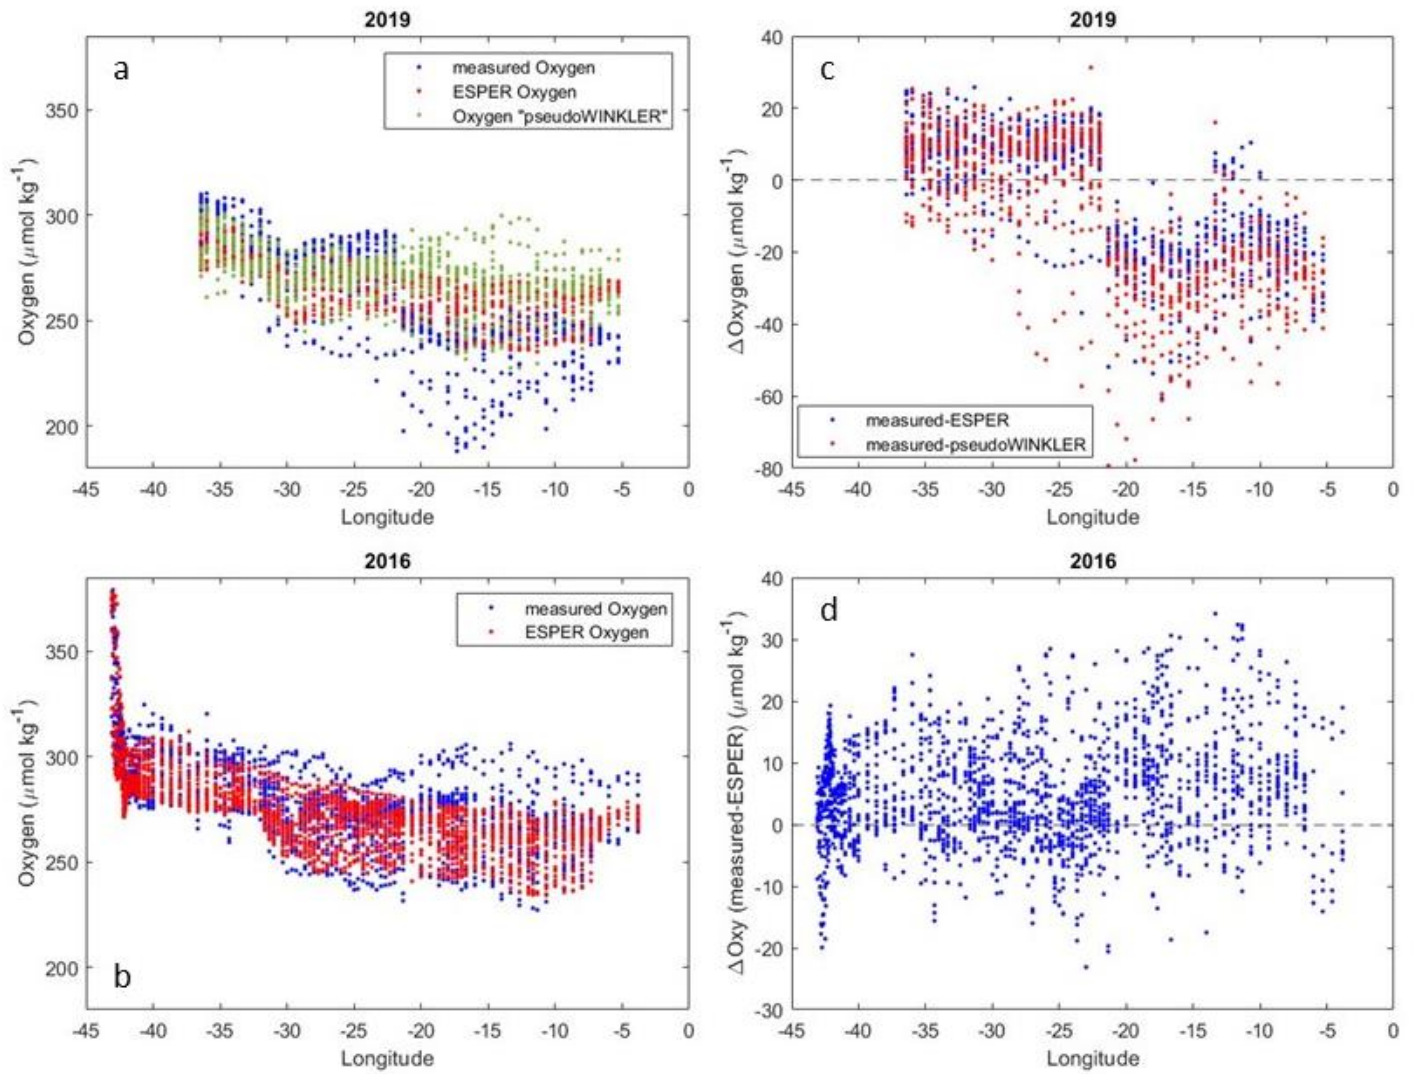 2019
a
measured Oxygen
ESPER Oxygen
Oxygen "pseudoWINKLER"
Oxygen (μmol kg⁻¹)
350
300
250
200
-45 -40 -35 -30 -25 -20 -15 -10 -5 0
Longitude
2019
c
ΔOxygen (μmol kg⁻¹)
40
20
0
-20
-40
-60
-80
measured-ESPER
measured-pseudoWINKLER
-45 -40 -35 -30 -25 -20 -15 -10 -5 0
Longitude
2016
measured Oxygen
ESPER Oxygen
Oxygen (μmol kg⁻¹)
350
300
250
200
b
-45 -40 -35 -30 -25 -20 -15 -10 -5 0
Longitude
2016
d
ΔOxy (measured-ESPER) (μmol kg⁻¹)
40
30
20
10
0
-10
-20
-30
-45 -40 -35 -30 -25 -20 -15 -10 -5 0
Longitude